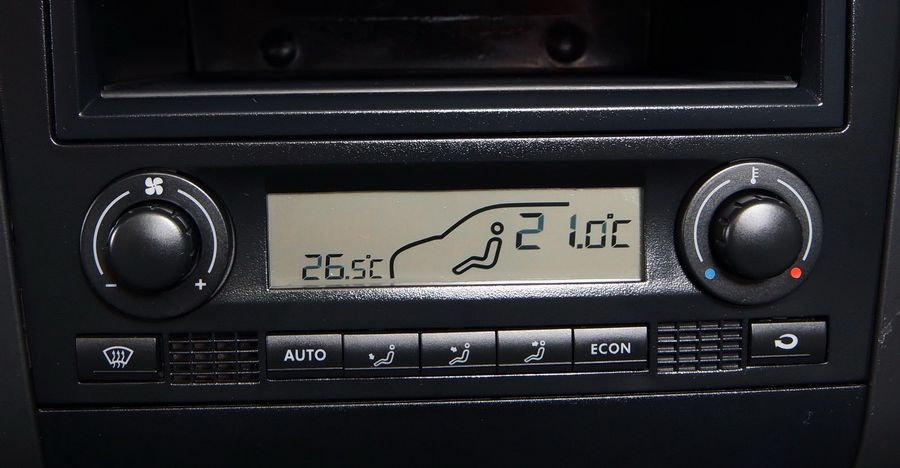 26.5°C
21.0°C
- +
AUTO
ECON